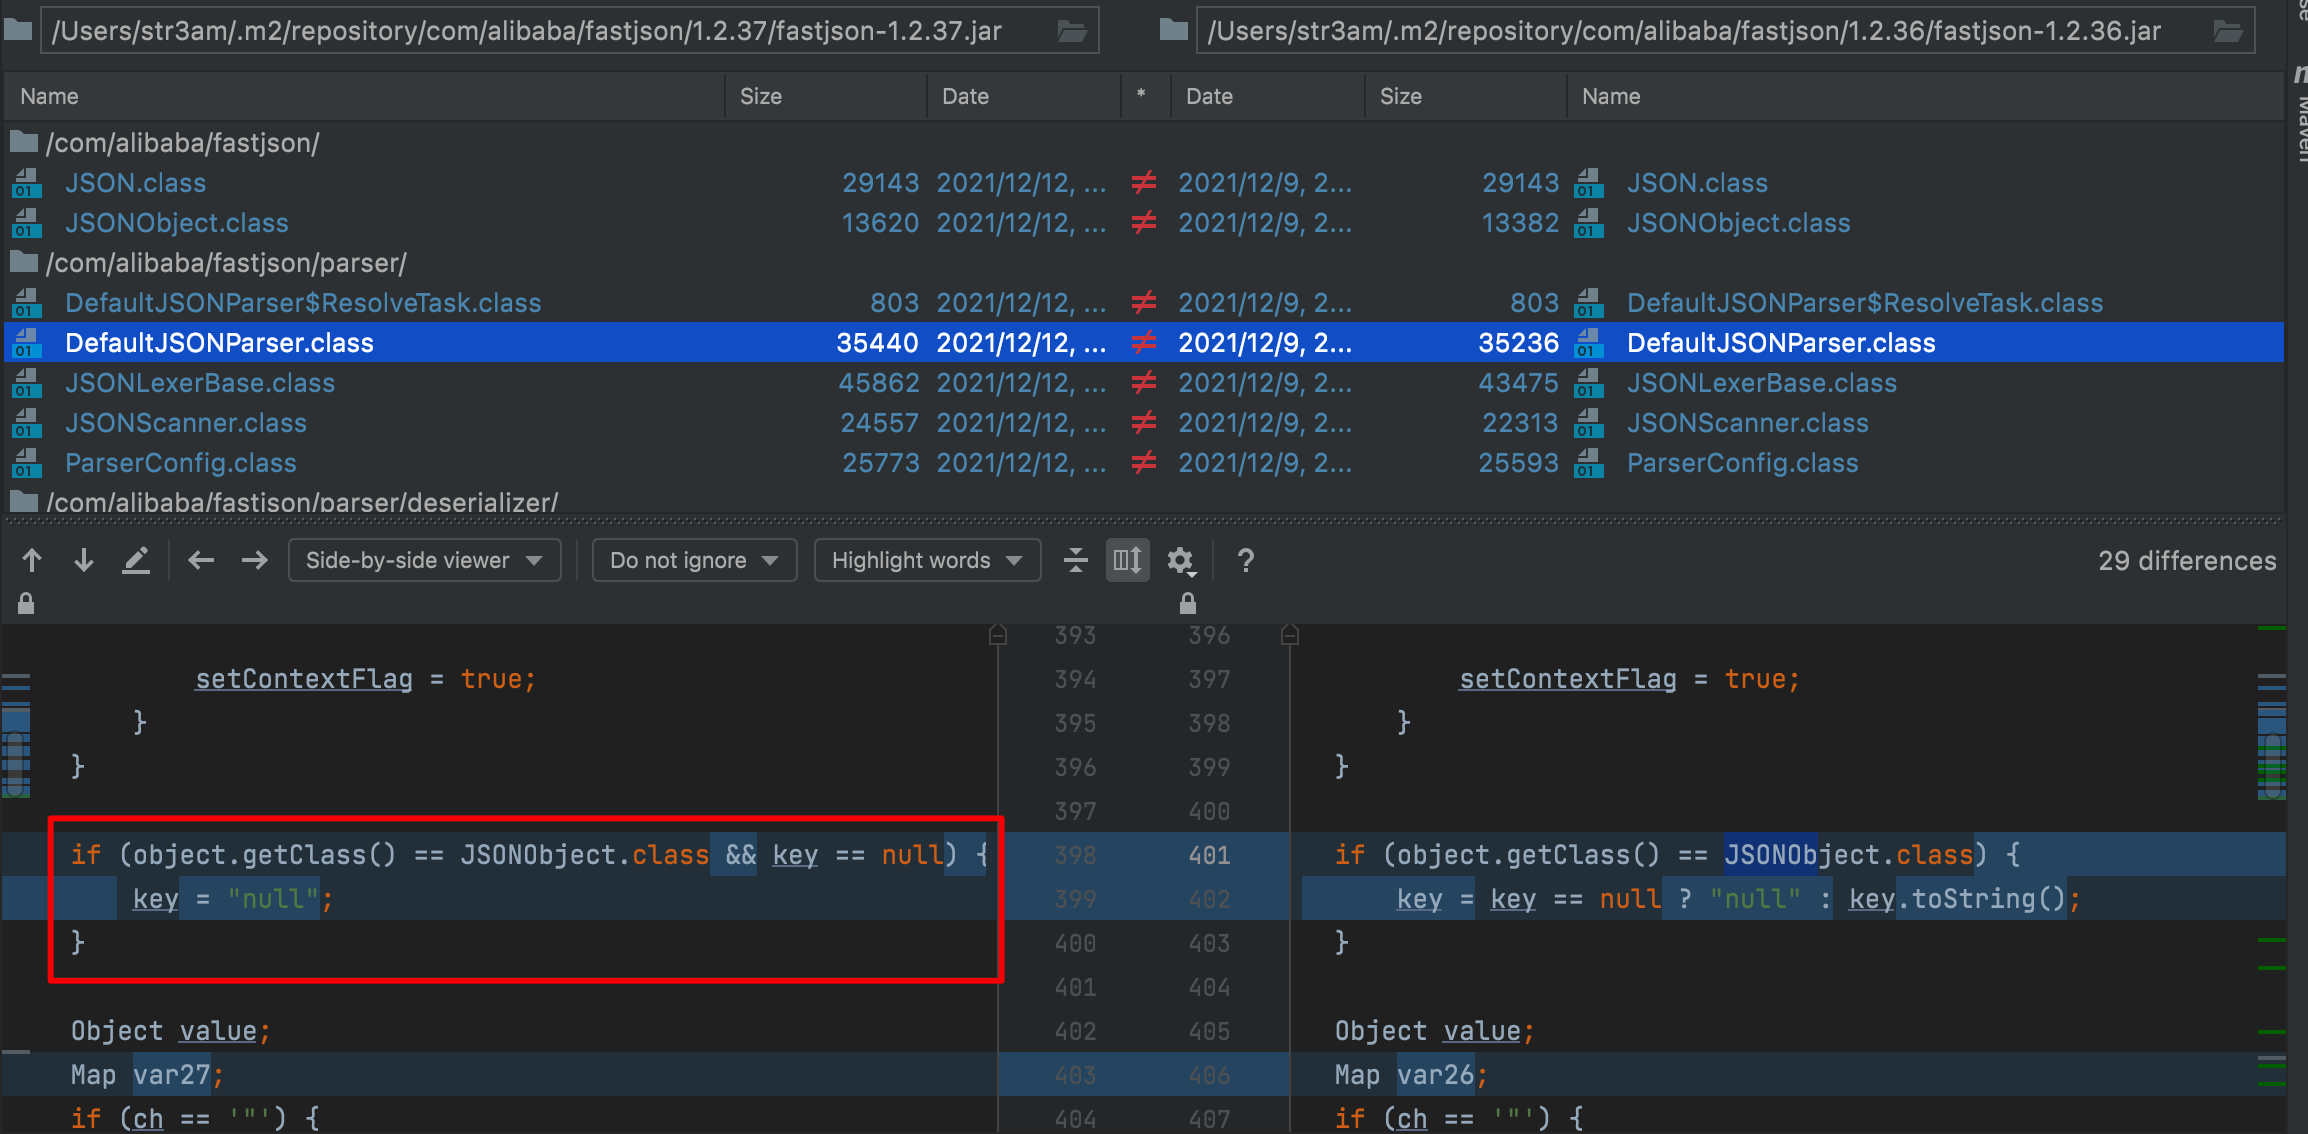 /Users/str3am/.m2/repository/com/alibaba/fastjson/1.2.37/fastjson-1.2.37.jar /Users/str3am/.m2/repository/com/alibaba/fastjson/1.2.36/fastjson-1.2.36.jar
Name Size Date * Date Size Name
/com/alibaba/fastjson/
JSON.class 29143 2021/12/12, ... ≠ 2021/12/9, 2... 29143 JSON.class
JSONObject.class 13620 2021/12/12, ... ≠ 2021/12/9, 2... 13382 JSONObject.class
/com/alibaba/fastjson/parser/
DefaultJSONParser$ResolveTask.class 803 2021/12/12, ... ≠ 2021/12/9, 2... 803 DefaultJSONParser$ResolveTask.class
DefaultJSONParser.class 35440 2021/12/12, ... ≠ 2021/12/9, 2... 35236 DefaultJSONParser.class
JSONLexerBase.class 45862 2021/12/12, ... ≠ 2021/12/9, 2... 43475 JSONLexerBase.class
JSONScanner.class 24557 2021/12/12, ... ≠ 2021/12/9, 2... 22313 JSONScanner.class
ParserConfig.class 25773 2021/12/12, ... ≠ 2021/12/9, 2... 25593 ParserConfig.class
/com/alibaba/fastjson/parser/deserializer/
Maven
Side-by-side viewer Do not ignore Highlight words ? 29 differences
393 396
setContextFlag = true; 394 397 setContextFlag = true;
} 395 398 }
} 396 399 }
397 400
if (object.getClass() == JSONObject.class && key == null) { 398 401 if (object.getClass() == JSONObject.class) {
key = "null"; 399 402 key = key == null ? "null" : key.toString();
} 400 403 }
401 404
Object value; 402 405 Object value;
Map var27; 403 406 Map var26;
if (ch == '"') { 404 407 if (ch == '"') {